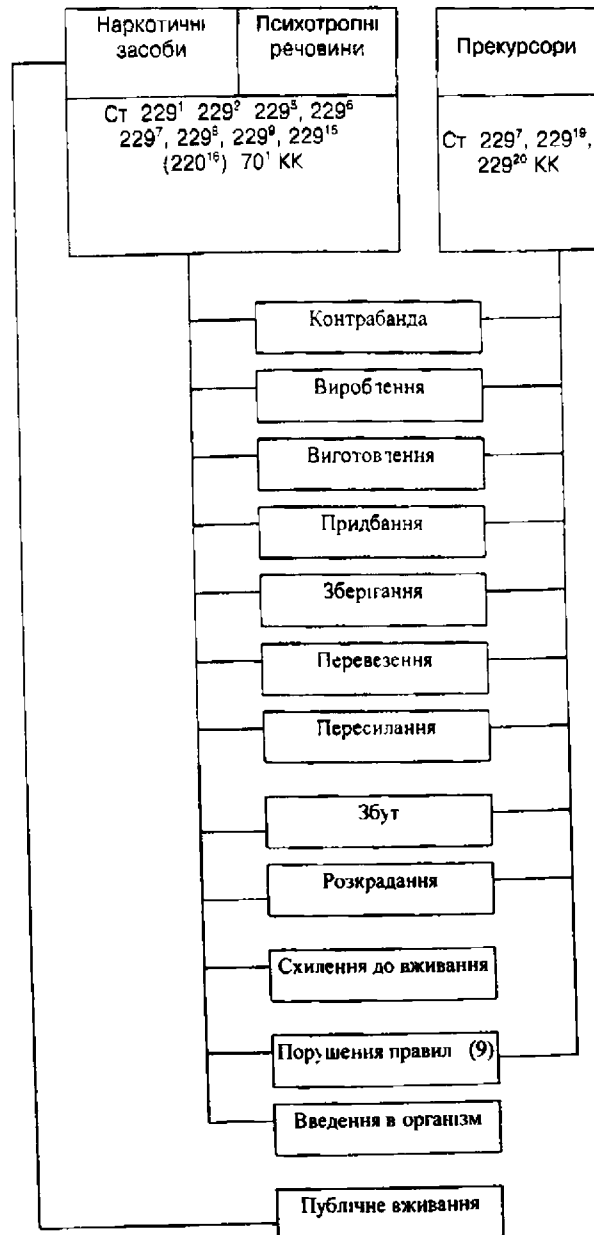 Наркотичні засоби
Психотропні речовини
Прекурсори
Ст 229¹ 229² 229⁵, 229⁶
229⁷, 229⁸, 229⁹, 229¹⁵
(220¹⁶) 70¹ КК
Ст 229⁷, 229¹⁹,
229²⁰ КК
Контрабанда
Вироблення
Виготовлення
Придбання
Зберігання
Перевезення
Пересилання
Збут
Розкрадання
Схилення до вживання
Порушення правил (9)
Введення в організм
Публічне вживання